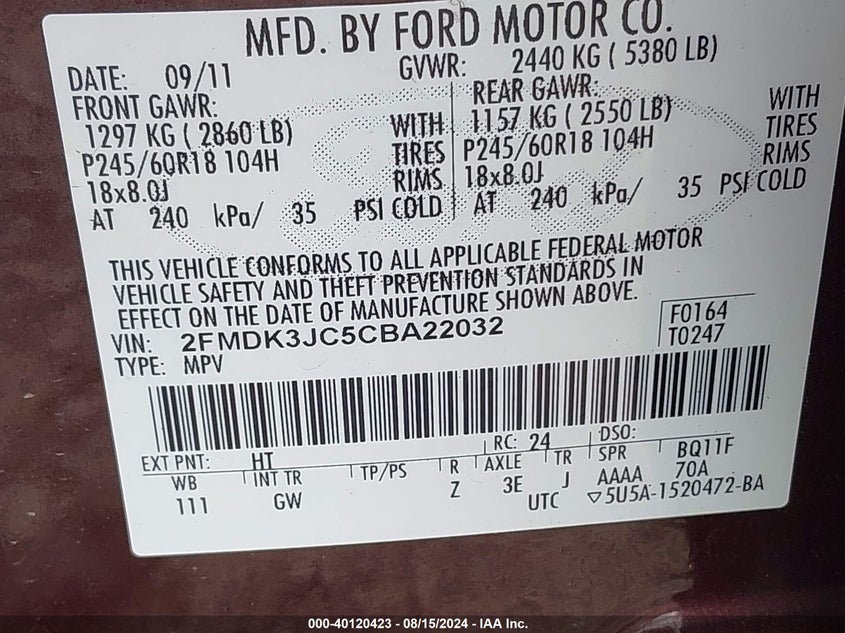 MFD. BY FORD MOTOR CO.
DATE: 09/11 GVWR: 2440 KG ( 5380 LB)
FRONT GAWR: REAR GAWR:
1297 KG ( 2860 LB) WITH 1157 KG ( 2550 LB) WITH
P245/60R18 104H TIRES P245/60R18 104H TIRES
18x8.0J RIMS 18x8.0J RIMS
AT 240 kPa/ 35 PSI COLD AT 240 kPa/ 35 PSI COLD
THIS VEHICLE CONFORMS TO ALL APPLICABLE FEDERAL MOTOR
VEHICLE SAFETY AND THEFT PREVENTION STANDARDS IN
EFFECT ON THE DATE OF MANUFACTURE SHOWN ABOVE.
VIN: 2FMDK3JC5CBA22032 F0164
TYPE: MPV T0247
EXT PNT: HT RC: 24 DSO:
WB INT TR TP/PS R AXLE TR SPR BQ11F
111 GW Z 3E J AAAA 70A
UTC ▽5U5A-1520472-BA
000-40120423 - 08/15/2024 - IAA Inc.